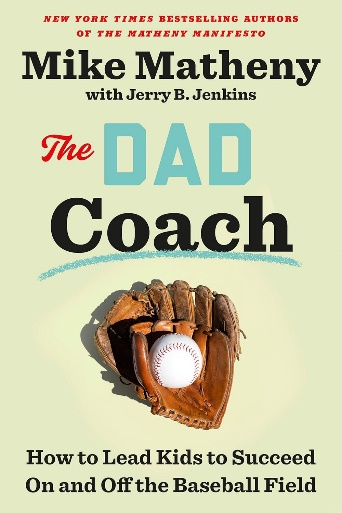 NEW YORK TIMES BESTSELLING AUTHORS
OF THE MATHENY MANIFESTO
Mike Matheny
with Jerry B. Jenkins
The DAD
Coach
How to Lead Kids to Succeed
On and Off the Baseball Field